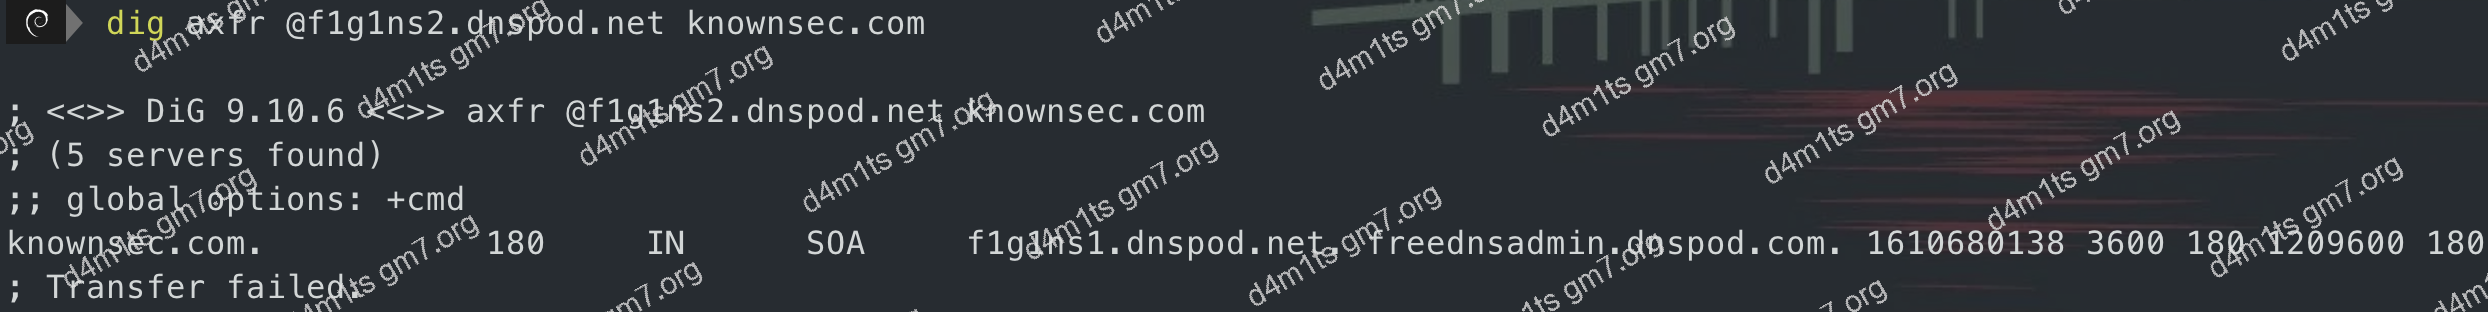 dig axfr @f1g1ns2.dnspod.net knownsec.com
; <<>> DiG 9.10.6 <<>> axfr @f1g1ns2.dnspod.net knownsec.com
; (5 servers found)
;; global options: +cmd
knownsec.com. 180 IN SOA f1g1ns1.dnspod.net. freednsadmin.dnspod.com. 1610680138 3600 180 1209600 180
; Transfer failed.
d4m1ts gm7.org